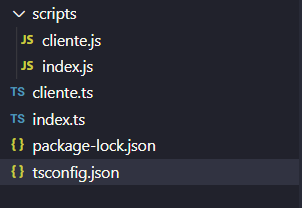 scripts
JS cliente.js
JS index.js
TS cliente.ts
TS index.ts
{} package-lock.json
{} tsconfig.json